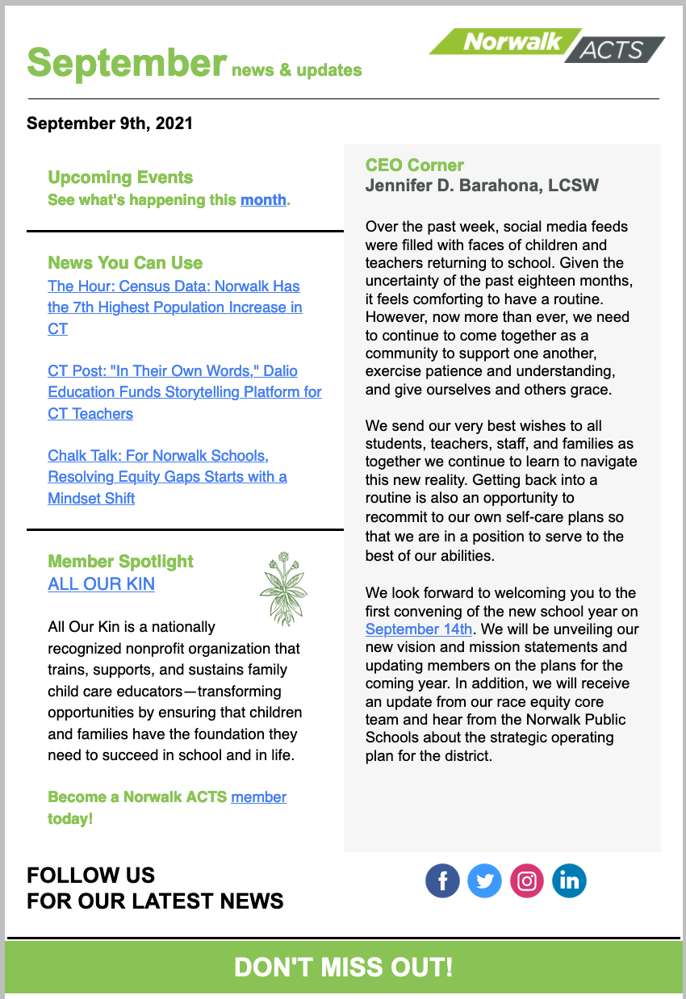 September news & updates
Norwalk ACTS
September 9th, 2021
Upcoming Events
See what's happening this month.
News You Can Use
The Hour: Census Data: Norwalk Has
the 7th Highest Population Increase in
CT
CT Post: "In Their Own Words," Dalio
Education Funds Storytelling Platform for
CT Teachers
Chalk Talk: For Norwalk Schools,
Resolving Equity Gaps Starts with a
Mindset Shift
Member Spotlight
ALL OUR KIN
All Our Kin is a nationally
recognized nonprofit organization that
trains, supports, and sustains family
child care educators—transforming
opportunities by ensuring that children
and families have the foundation they
need to succeed in school and in life.
Become a Norwalk ACTS member
today!
CEO Corner
Jennifer D. Barahona, LCSW
Over the past week, social media feeds
were filled with faces of children and
teachers returning to school. Given the
uncertainty of the past eighteen months,
it feels comforting to have a routine.
However, now more than ever, we need
to continue to come together as a
community to support one another,
exercise patience and understanding,
and give ourselves and others grace.
We send our very best wishes to all
students, teachers, staff, and families as
together we continue to learn to navigate
this new reality. Getting back into a
routine is also an opportunity to
recommit to our own self-care plans so
that we are in a position to serve to the
best of our abilities.
We look forward to welcoming you to the
first convening of the new school year on
September 14th. We will be unveiling our
new vision and mission statements and
updating members on the plans for the
coming year. In addition, we will receive
an update from our race equity core
team and hear from the Norwalk Public
Schools about the strategic operating
plan for the district.
FOLLOW US
FOR OUR LATEST NEWS
DON'T MISS OUT!